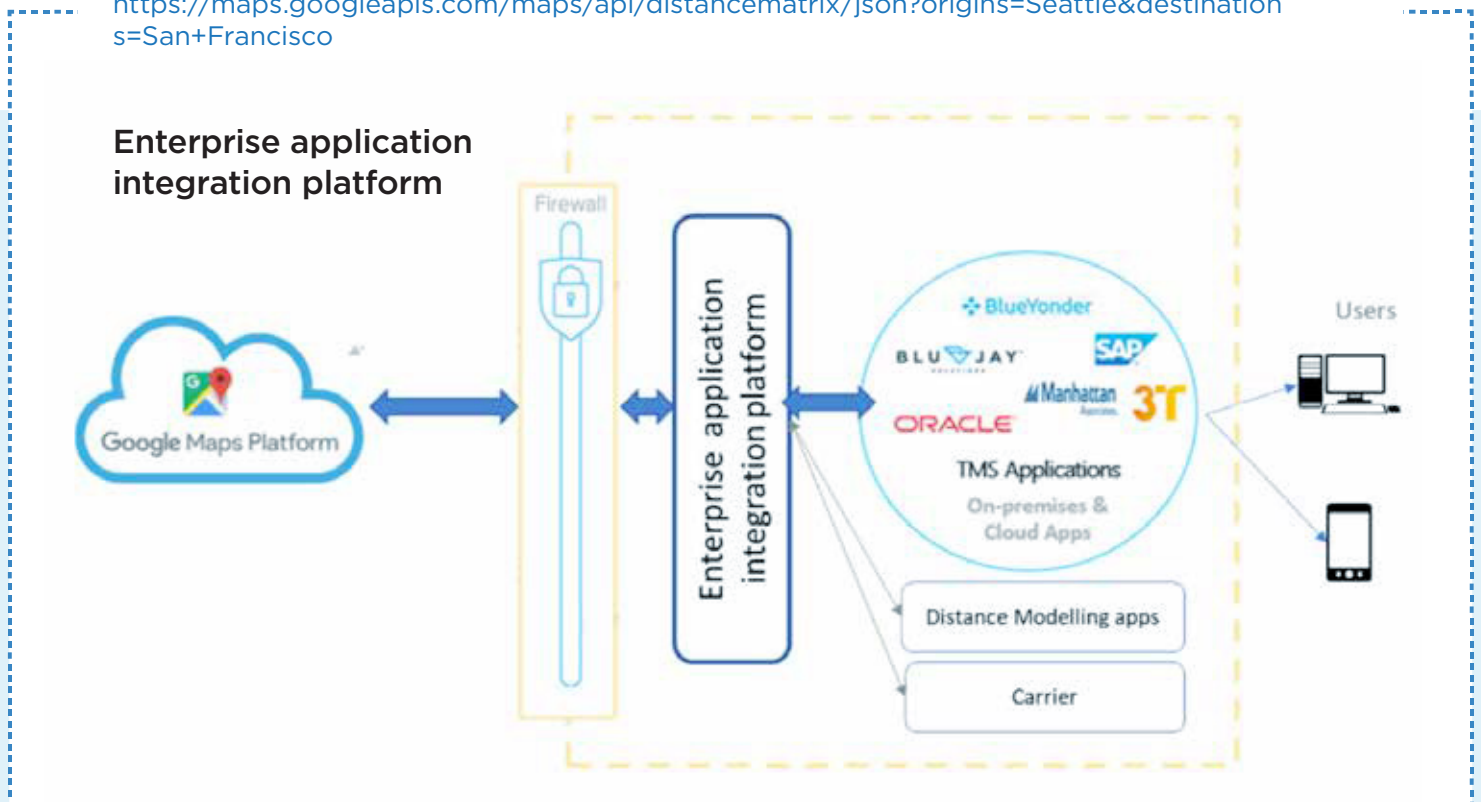 https://maps.googleapis.com/maps/api/distancematrix/json?origins=Seattle&destination
s=San+Francisco
Enterprise application
integration platform
Firewall
Google Maps Platform
Enterprise application
integration platform
BlueYonder
BLUJAY
SOLUTIONS
SAP
Manhattan
Associates
3T
ORACLE
TMS Applications
On-premises &
Cloud Apps
Distance Modelling apps
Carrier
Users